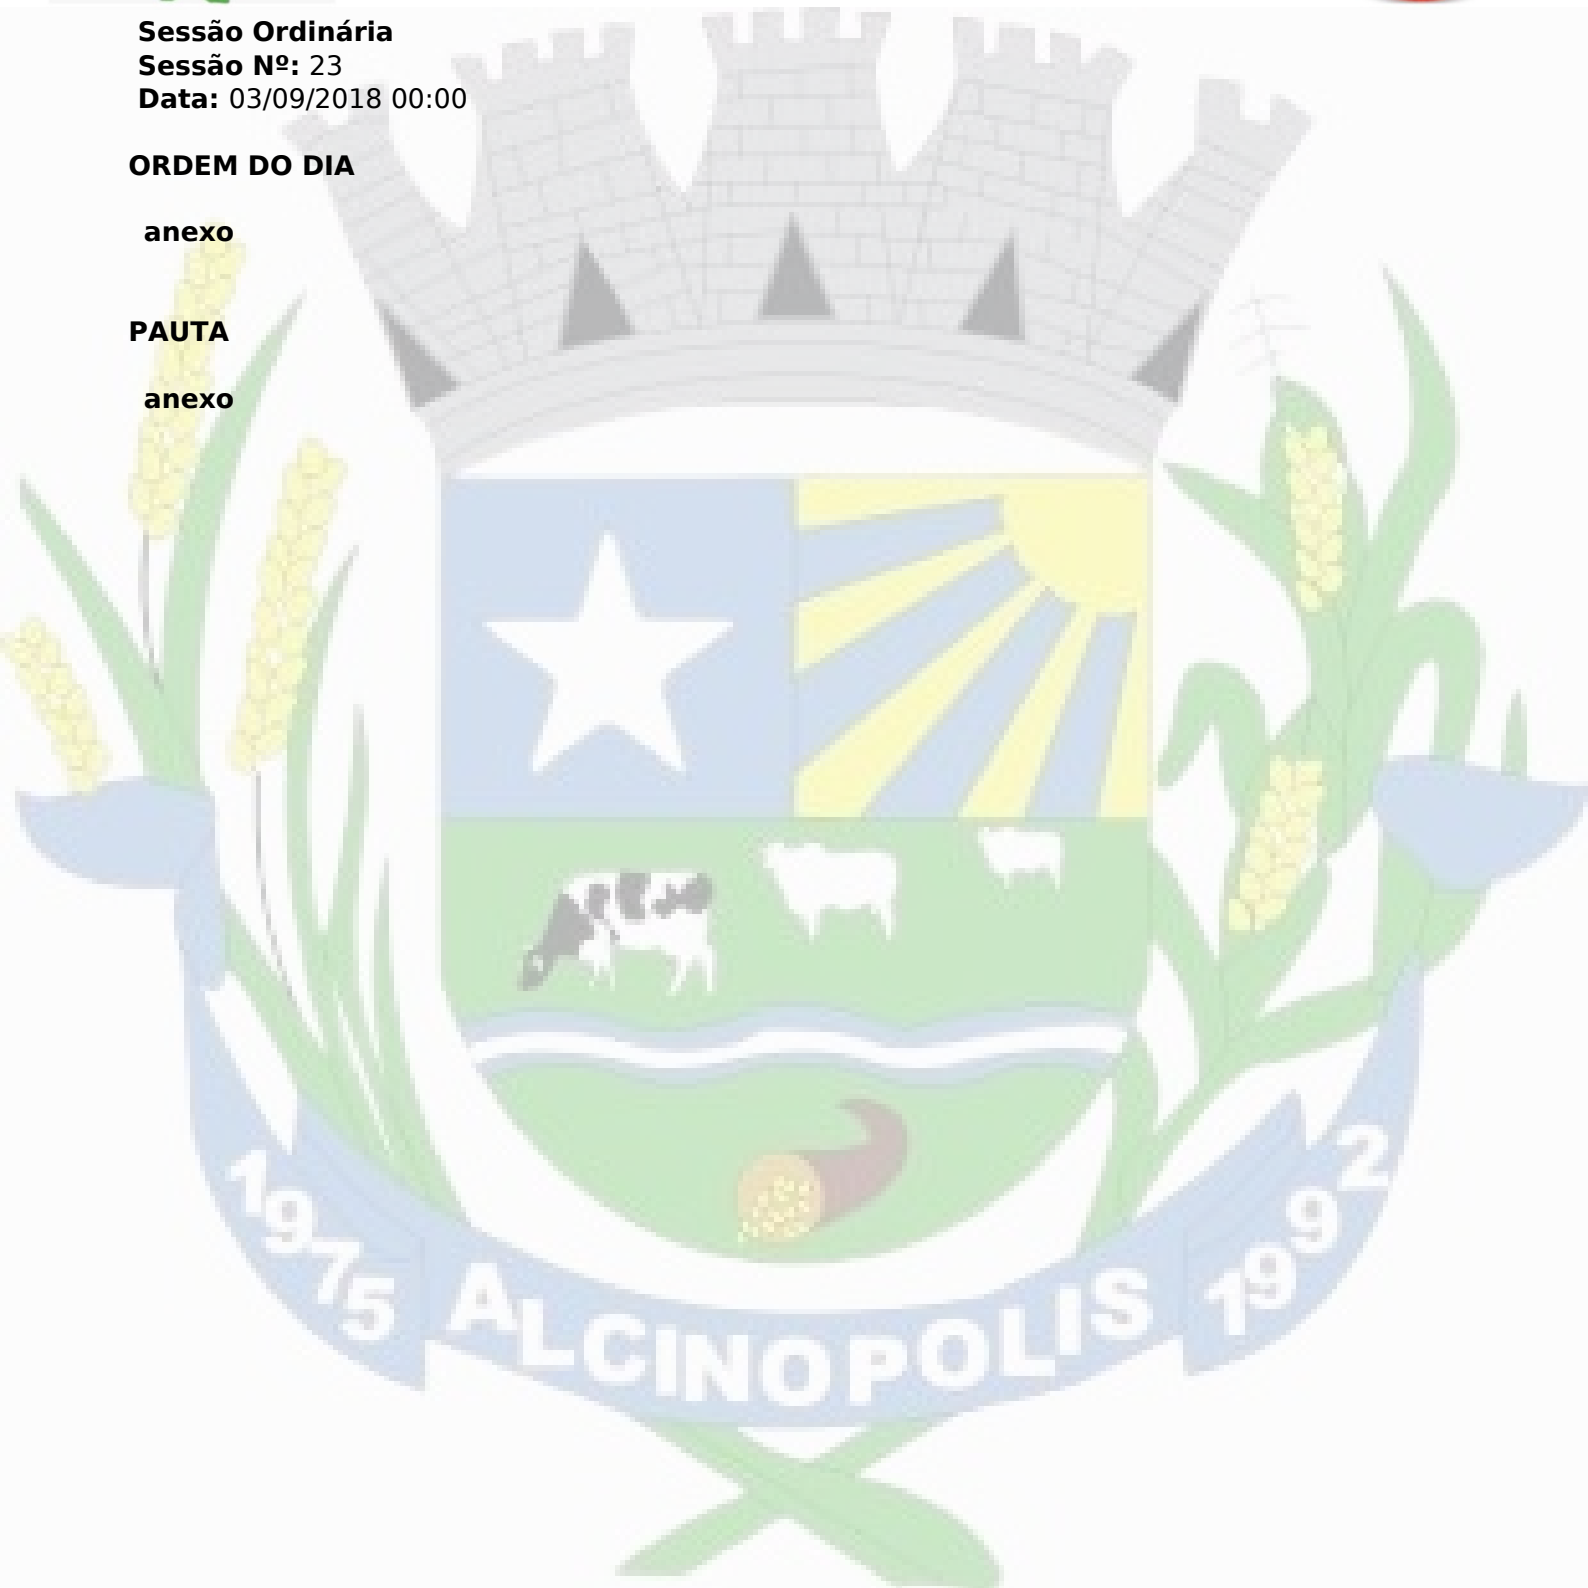 Sessão Ordinária
Sessão Nº: 23
Data: 03/09/2018 00:00
ORDEM DO DIA
anexo
PAUTA
anexo
1975 ALCINOPOLIS 1992